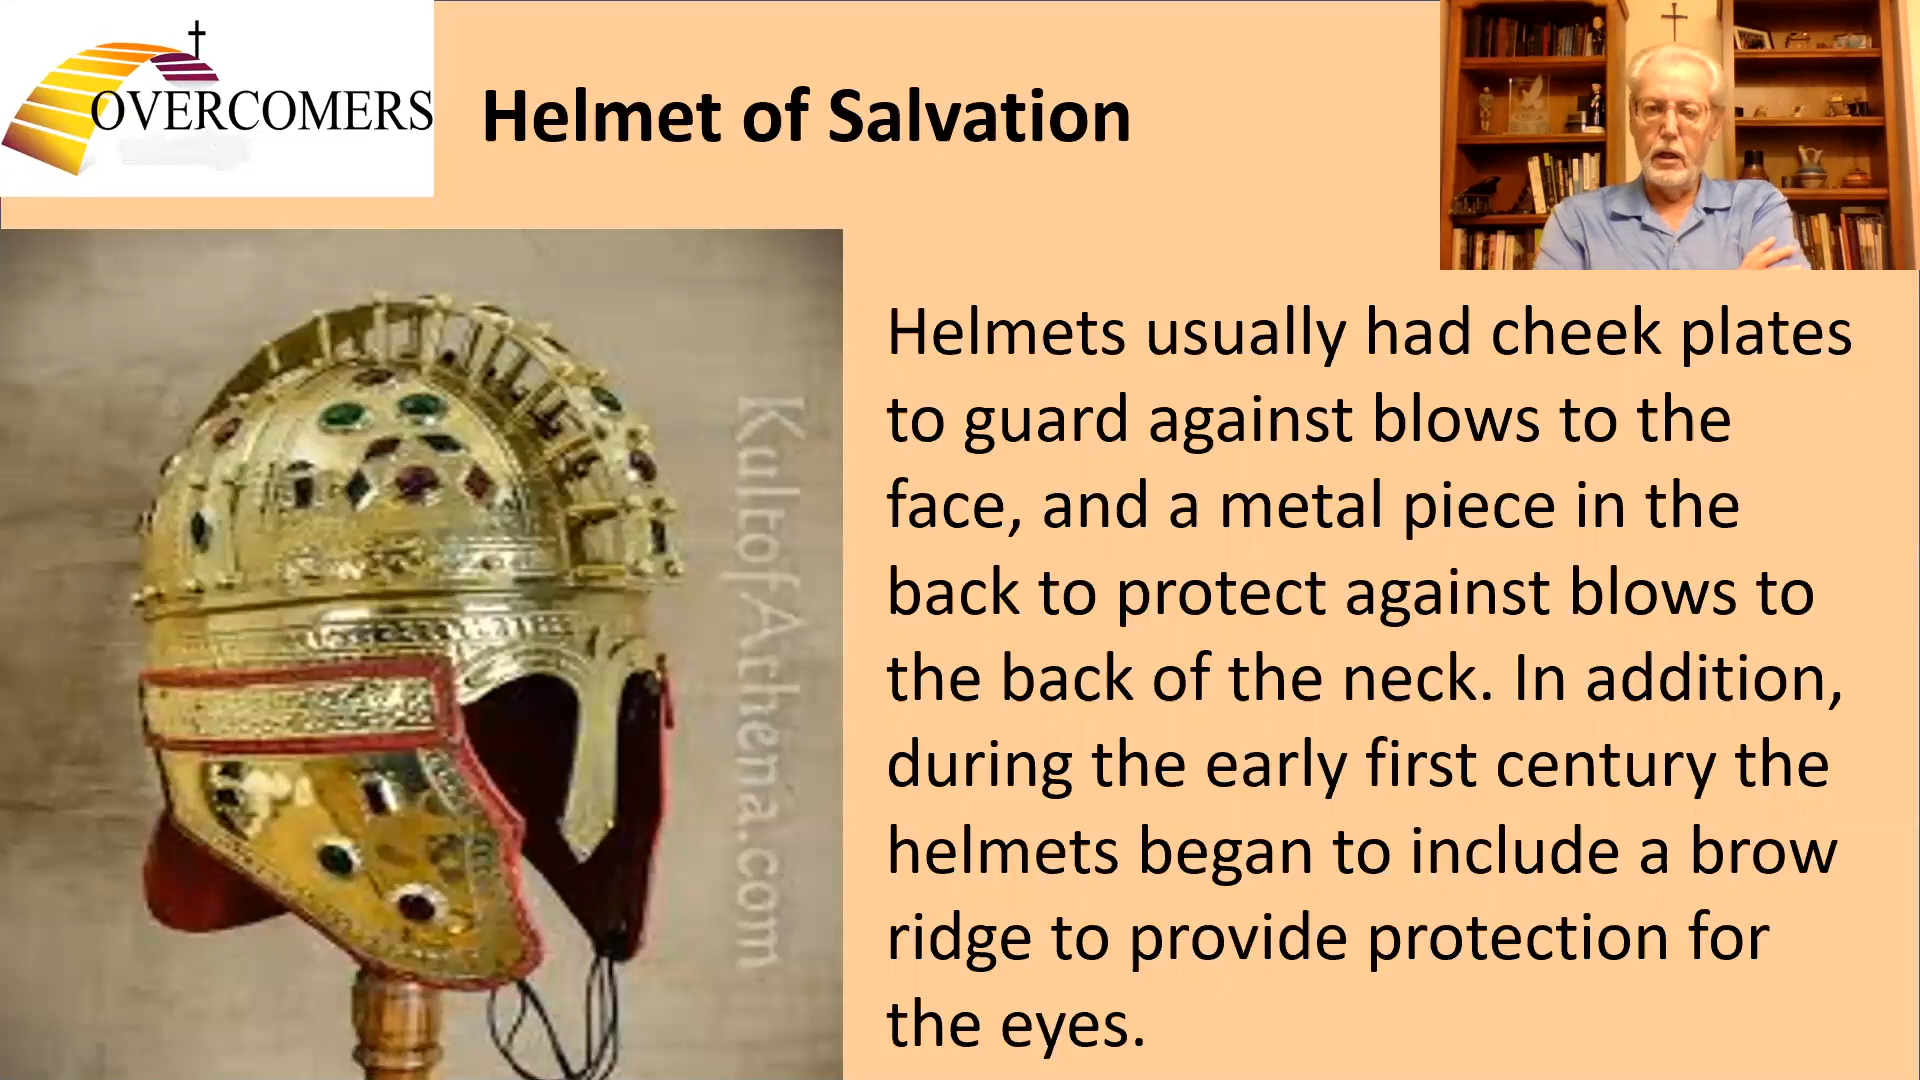 OVERCOMERS
Helmet of Salvation
Helmets usually had cheek plates
to guard against blows to the
face, and a metal piece in the
back to protect against blows to
the back of the neck. In addition,
during the early first century the
helmets began to include a brow
ridge to provide protection for
the eyes.
KultofAthena.com